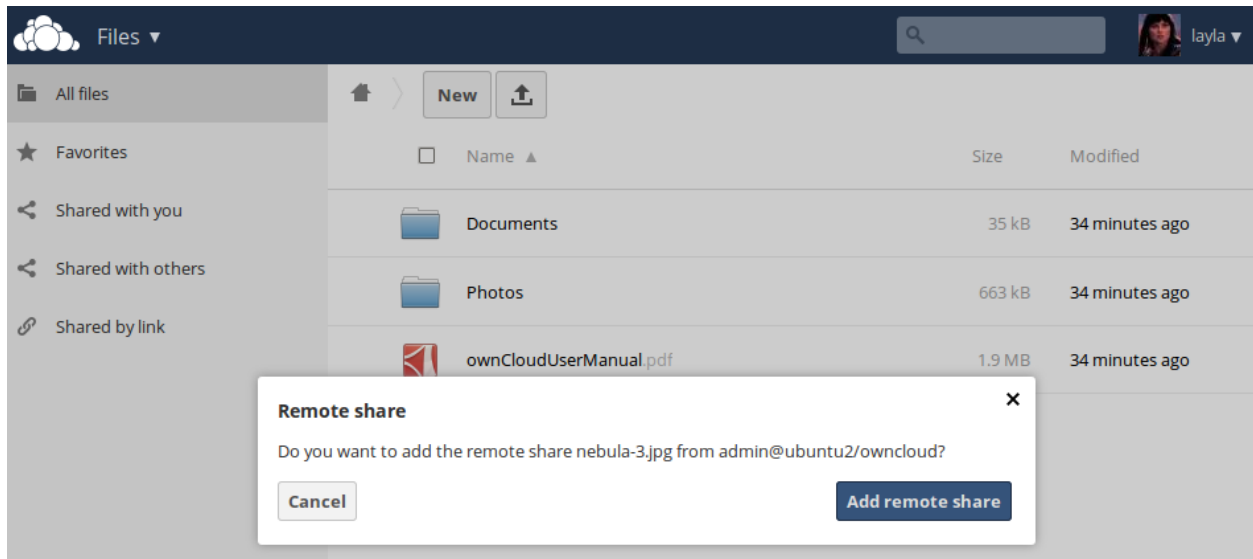 Files ▼
layla ▼
All files
Favorites
Shared with you
Shared with others
Shared by link
New
Name ▲ Size Modified
Documents 35 kB 34 minutes ago
Photos 663 kB 34 minutes ago
ownCloudUserManual.pdf 1.9 MB 34 minutes ago
Remote share
Do you want to add the remote share nebula-3.jpg from admin@ubuntu2/owncloud?
Cancel
Add remote share